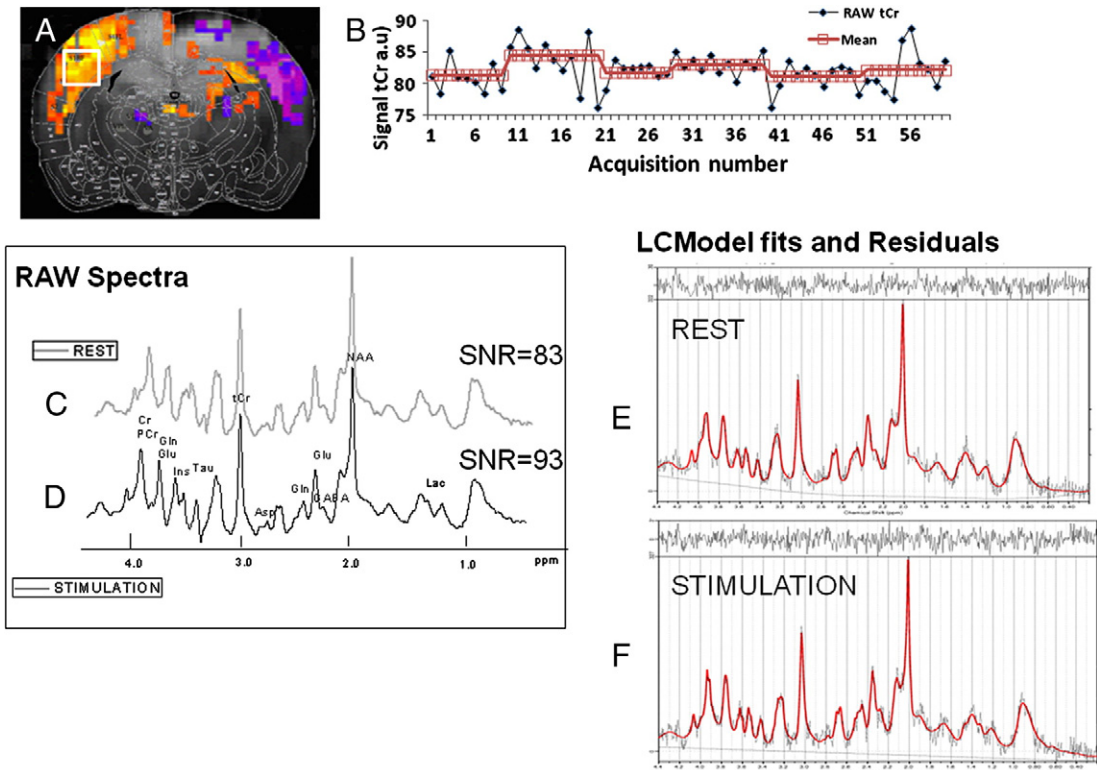 A
B
RAW tCr
Mean
Signal tCr a.u)
90
85
80
75
1 6 11 16 21 26 31 36 41 46 51 56
Acquisition number
RAW Spectra
REST
SNR=83
C
NAA
tCr
SNR=93
D
Cr
PCr
Gln
Glu
Ins
Tau
Asp
Gln
Glu
GABA
Lac
4.0 3.0 2.0 1.0 ppm
STIMULATION
LCModel fits and Residuals
REST
E
Chemical Shift (ppm)
STIMULATION
F